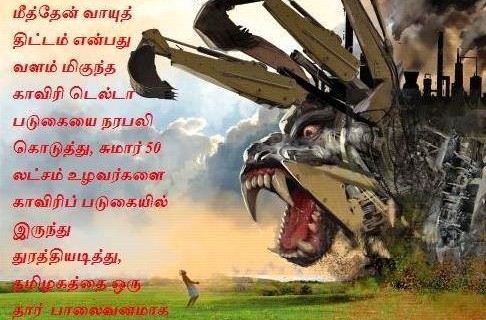 மீத்தேன் வாயுத்
திட்டம் என்பது
வளம் மிகுந்த
காவிரி டெல்டா
படுகையை நரபலி
கொடுத்து, சுமார் 50
லட்சம் உழவர்களை
காவிரிப் படுகையில்
இருந்து
துரத்தியடித்து,
தமிழகத்தை ஒரு
தார் பாலைவனமாக